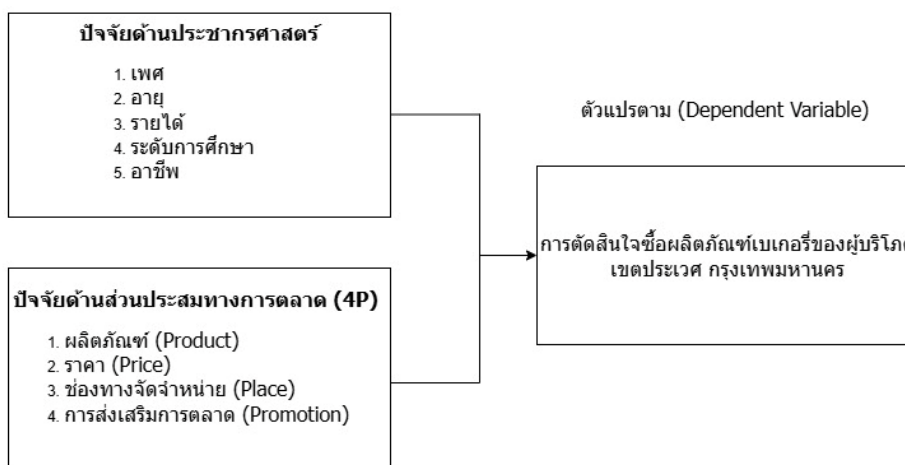 ปัจจัยด้านประชากรศาสตร์
1. เพศ
2. อายุ
3. รายได้
4. ระดับการศึกษา
5. อาชีพ
ปัจจัยด้านส่วนประสมทางการตลาด (4P)
1. ผลิตภัณฑ์ (Product)
2. ราคา (Price)
3. ช่องทางจัดจำหน่าย (Place)
4. การส่งเสริมการตลาด (Promotion)
ตัวแปรตาม (Dependent Variable)
การตัดสินใจซื้อผลิตภัณฑ์เบเกอรี่ของผู้บริโภค
เขตประเวศ กรุงเทพมหานคร